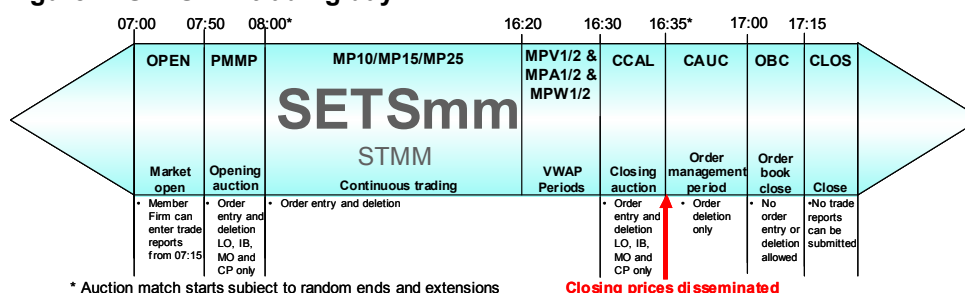 07:00 07:50 08:00* 16:20 16:30 16:35* 17:00 17:15
OPEN PMMP MP10/MP15/MP25 MPV1/2 & CCAL CAUC OBC CLOS
MPA1/2 &
MPW1/2
SETSmm
STMM
Market Opening Continuous trading VWAP Closing Order Order Close
open auction Periods auction management book
period close
• Member
Firm can
enter trade
reports
from 07:15
• Order
entry and
deletion
LO, IB,
MO and
CP only
• Order entry and deletion
• Order
entry and
deletion
LO, IB,
MO and
CP only
• Order
deletion
only
• No
order
entry or
deletion
allowed
•No trade
reports
can be
submitted
* Auction match starts subject to random ends and extensions
Closing prices disseminated